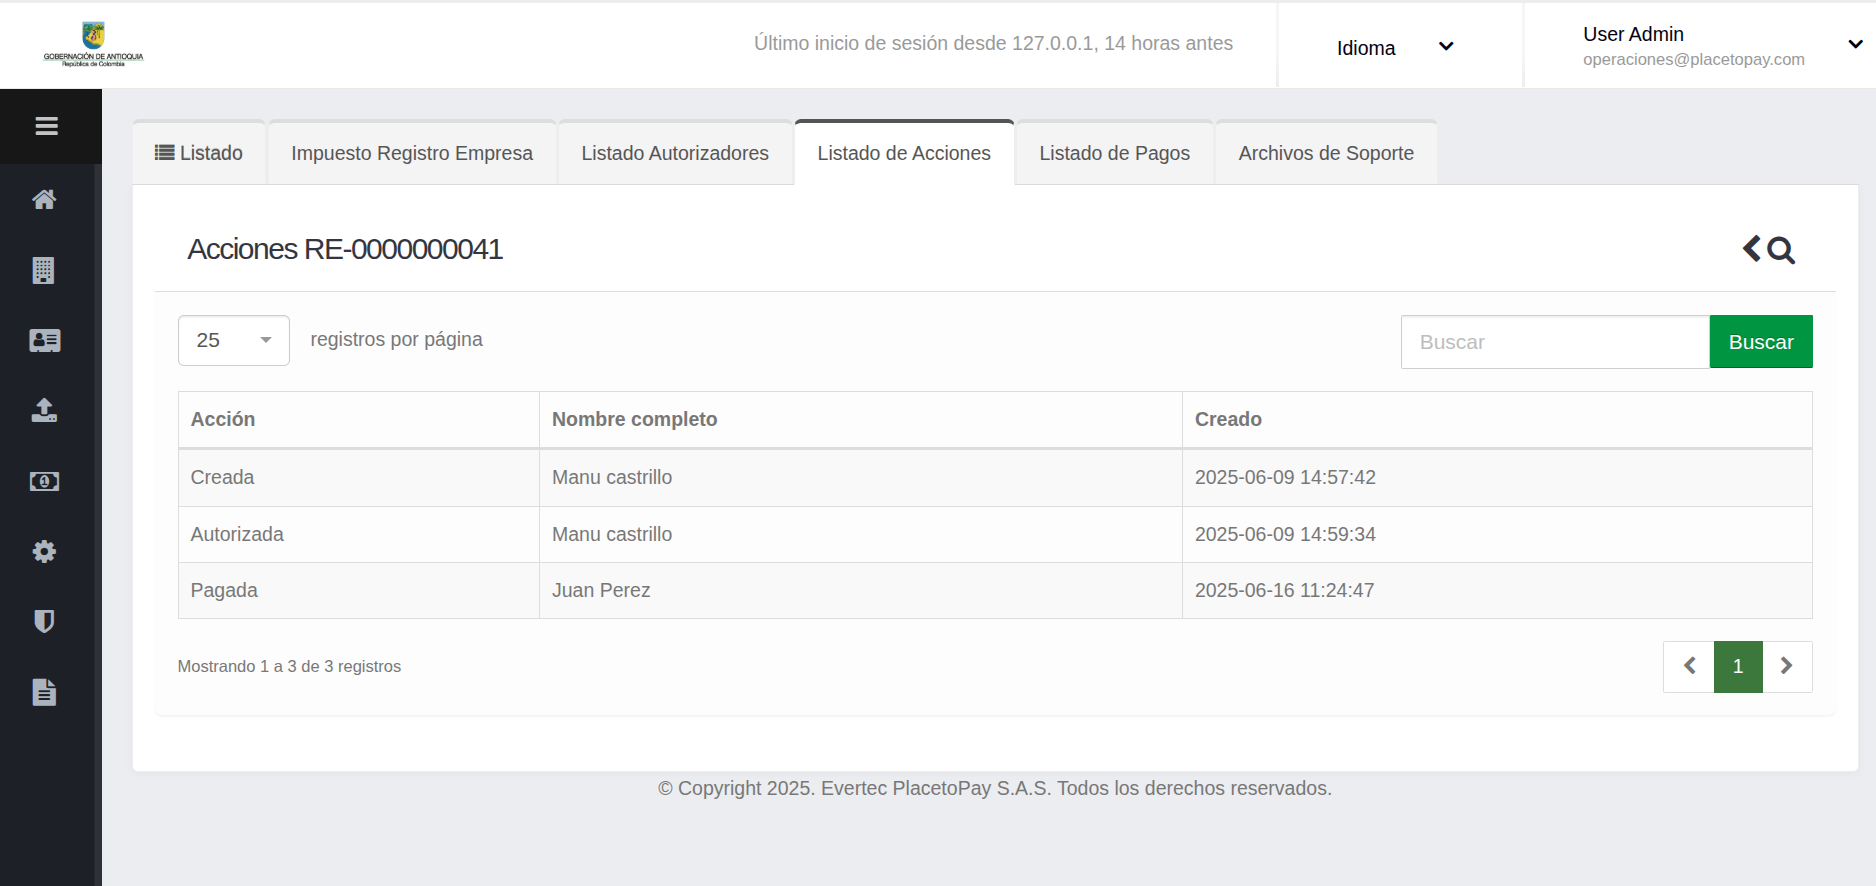 GOBERNACIÓN DE ANTIOQUIA
República de Colombia
Último inicio de sesión desde 127.0.0.1, 14 horas antes
Idioma
User Admin
operaciones@placetopay.com
Listado
Impuesto Registro Empresa
Listado Autorizadores
Listado de Acciones
Listado de Pagos
Archivos de Soporte
Acciones RE-0000000041
25
registros por página
Buscar
Buscar
Acción
Nombre completo
Creado
Creada
Manu castrillo
2025-06-09 14:57:42
Autorizada
Manu castrillo
2025-06-09 14:59:34
Pagada
Juan Perez
2025-06-16 11:24:47
Mostrando 1 a 3 de 3 registros
1
© Copyright 2025. Evertec PlacetoPay S.A.S. Todos los derechos reservados.